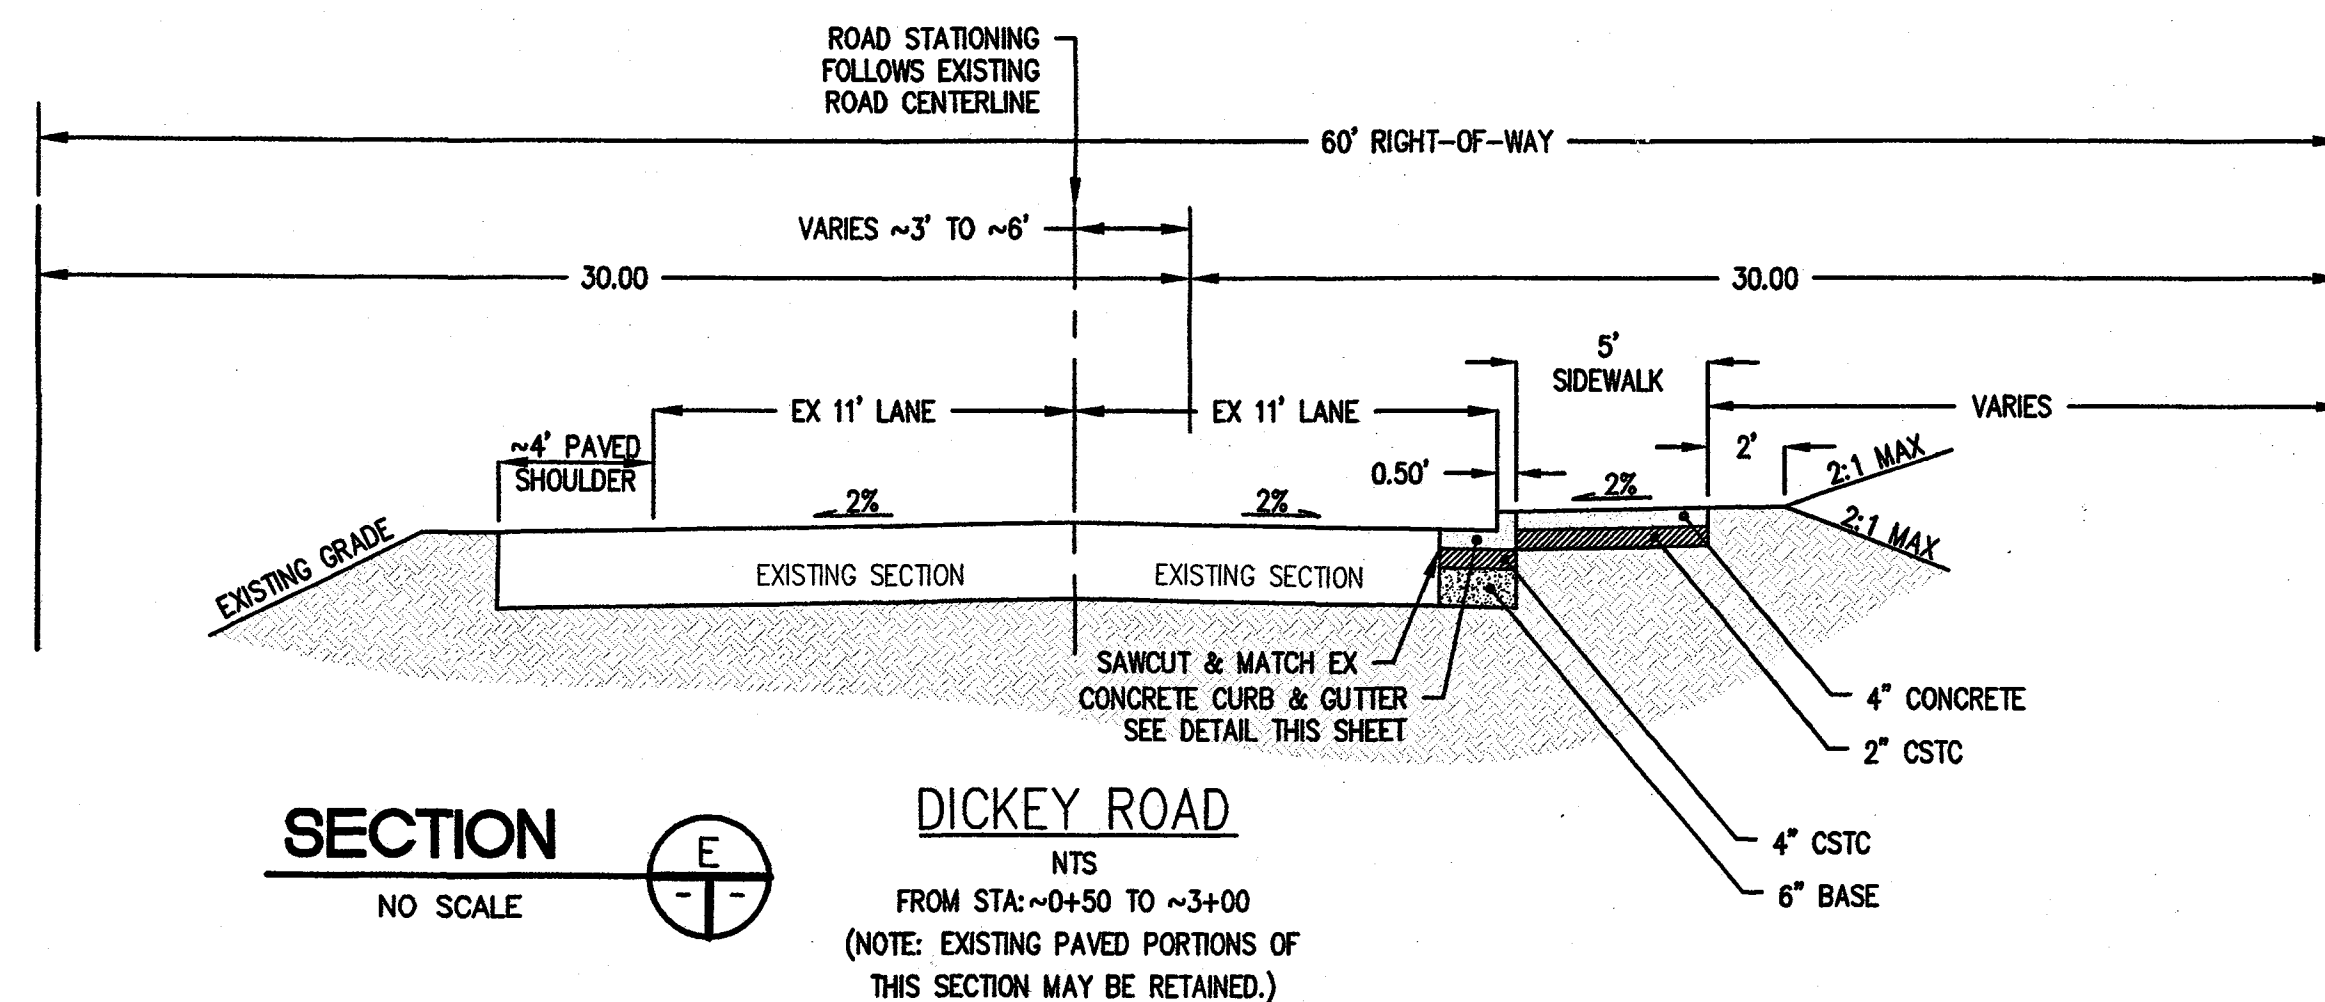 ROAD STATIONING
FOLLOWS EXISTING
ROAD CENTERLINE
60' RIGHT-OF-WAY
VARIES ~3' TO ~6'
30.00
30.00
5'
SIDEWALK
EX 11' LANE
EX 11' LANE
VARIES
~4' PAVED
SHOULDER
2'
0.50'
2:1 MAX
2%
2%
2%
2:1 MAX
EXISTING GRADE
EXISTING SECTION
EXISTING SECTION
SAWCUT & MATCH EX
CONCRETE CURB & GUTTER
SEE DETAIL THIS SHEET
4" CONCRETE
2" CSTC
4" CSTC
6" BASE
SECTION
NO SCALE
E
- -
DICKEY ROAD
NTS
FROM STA:~0+50 TO ~3+00
(NOTE: EXISTING PAVED PORTIONS OF
THIS SECTION MAY BE RETAINED.)